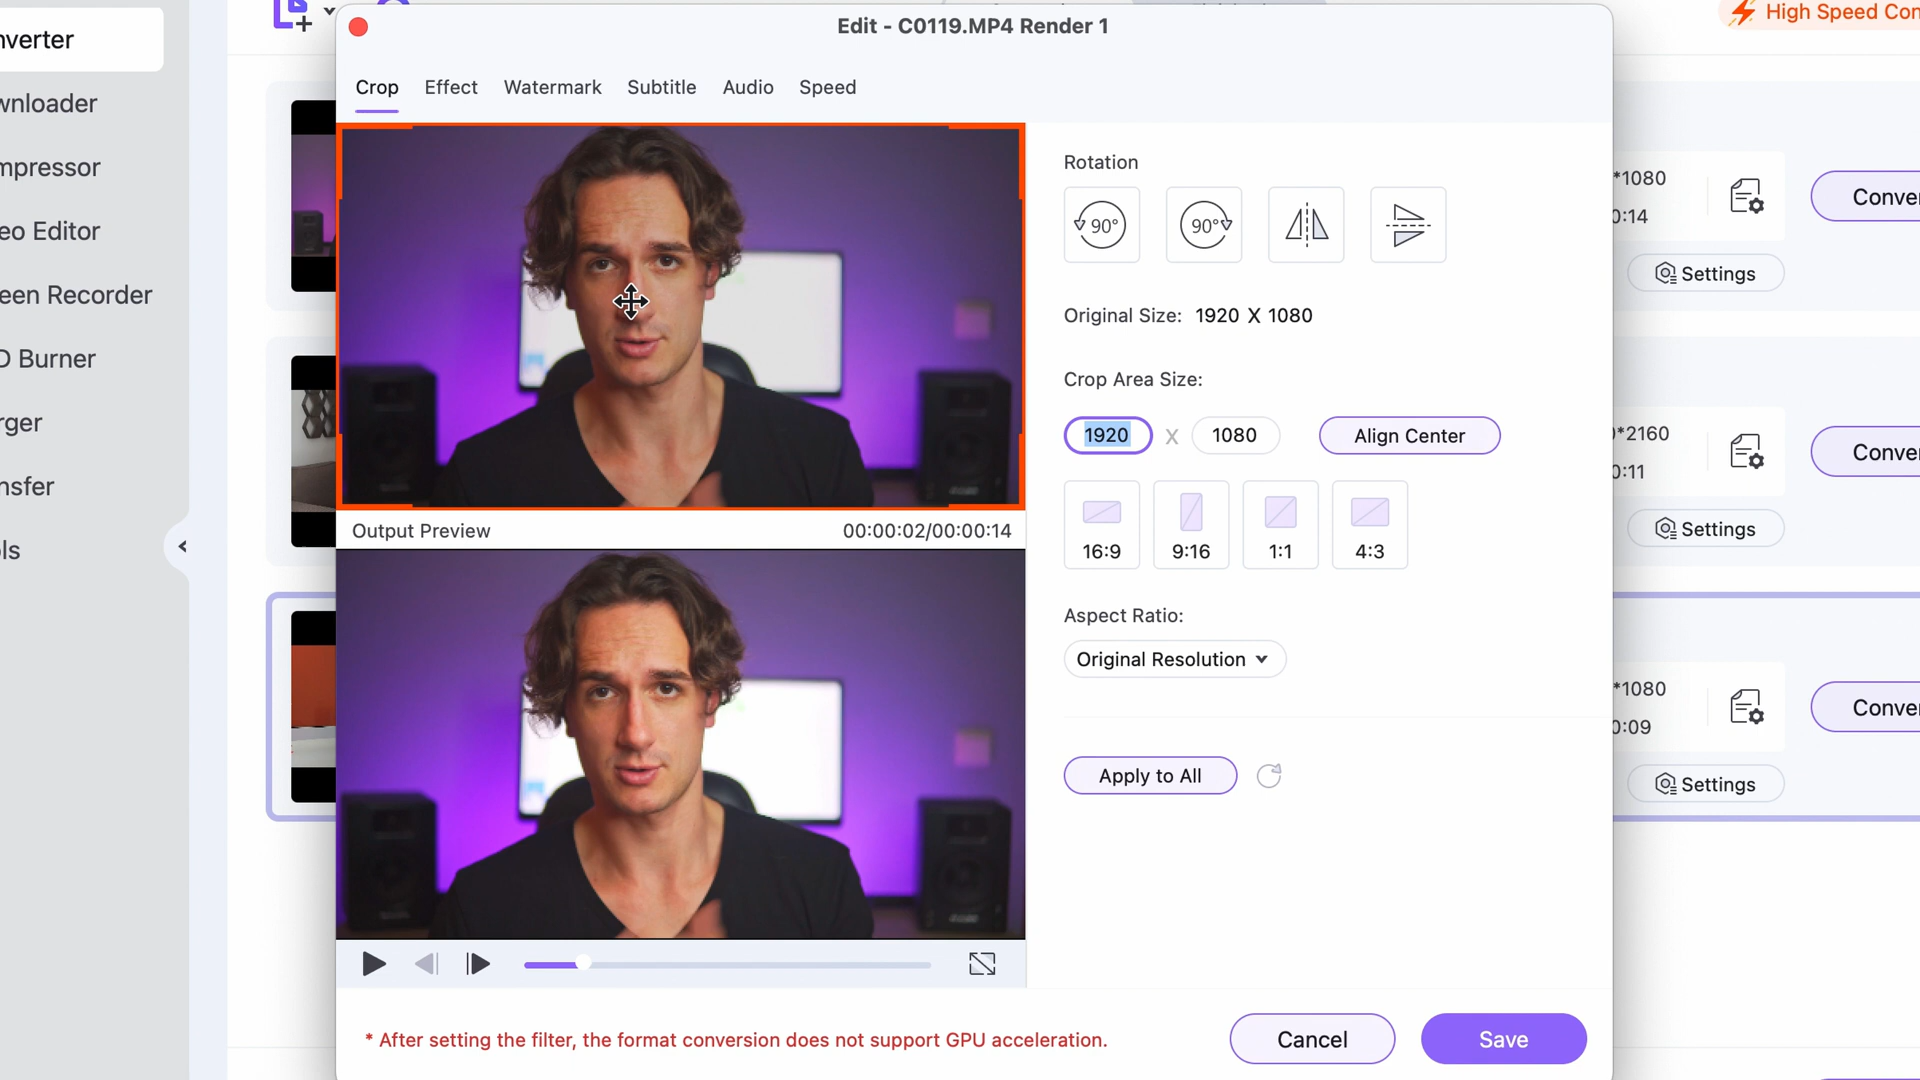 Edit - C0119.MP4 Render 1
High Speed Con
nverter
wnloader
mpressor
eo Editor
een Recorder
D Burner
rger
nsfer
ls
Crop Effect Watermark Subtitle Audio Speed
Rotation
90° 90°
Original Size: 1920 X 1080
Crop Area Size:
1920 X 1080 Align Center
16:9 9:16 1:1 4:3
Aspect Ratio:
Original Resolution
Apply to All
Output Preview 00:00:02/00:00:14
* After setting the filter, the format conversion does not support GPU acceleration.
Cancel Save
*1080
0:14
Conver
Settings
*2160
0:11
Conver
Settings
*1080
0:09
Conver
Settings